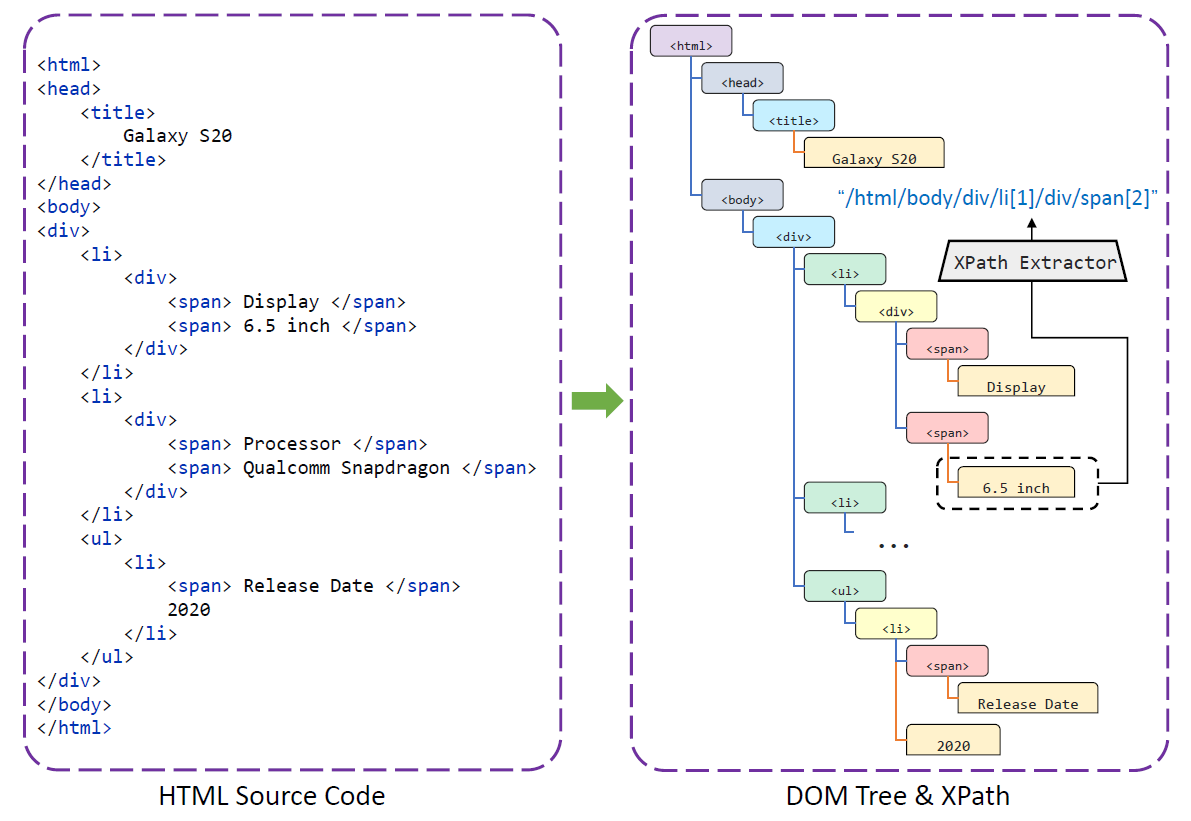 <html>
<head>
<title>
Galaxy S20
</title>
</head>
<body>
<div>
<li>
<div>
<span> Display </span>
<span> 6.5 inch </span>
</div>
</li>
<li>
<div>
<span> Processor </span>
<span> Qualcomm Snapdragon </span>
</div>
</li>
<ul>
<li>
<span> Release Date </span>
2020
</li>
</ul>
</div>
</body>
</html>
HTML Source Code
<html>
<head>
<title>
Galaxy S20
<body>
“/html/body/div/li[1]/div/span[2]”
<div>
XPath Extractor
<li>
<div>
<span>
Display
<span>
6.5 inch
<li>
...
<ul>
<li>
<span>
Release Date
2020
DOM Tree & XPath